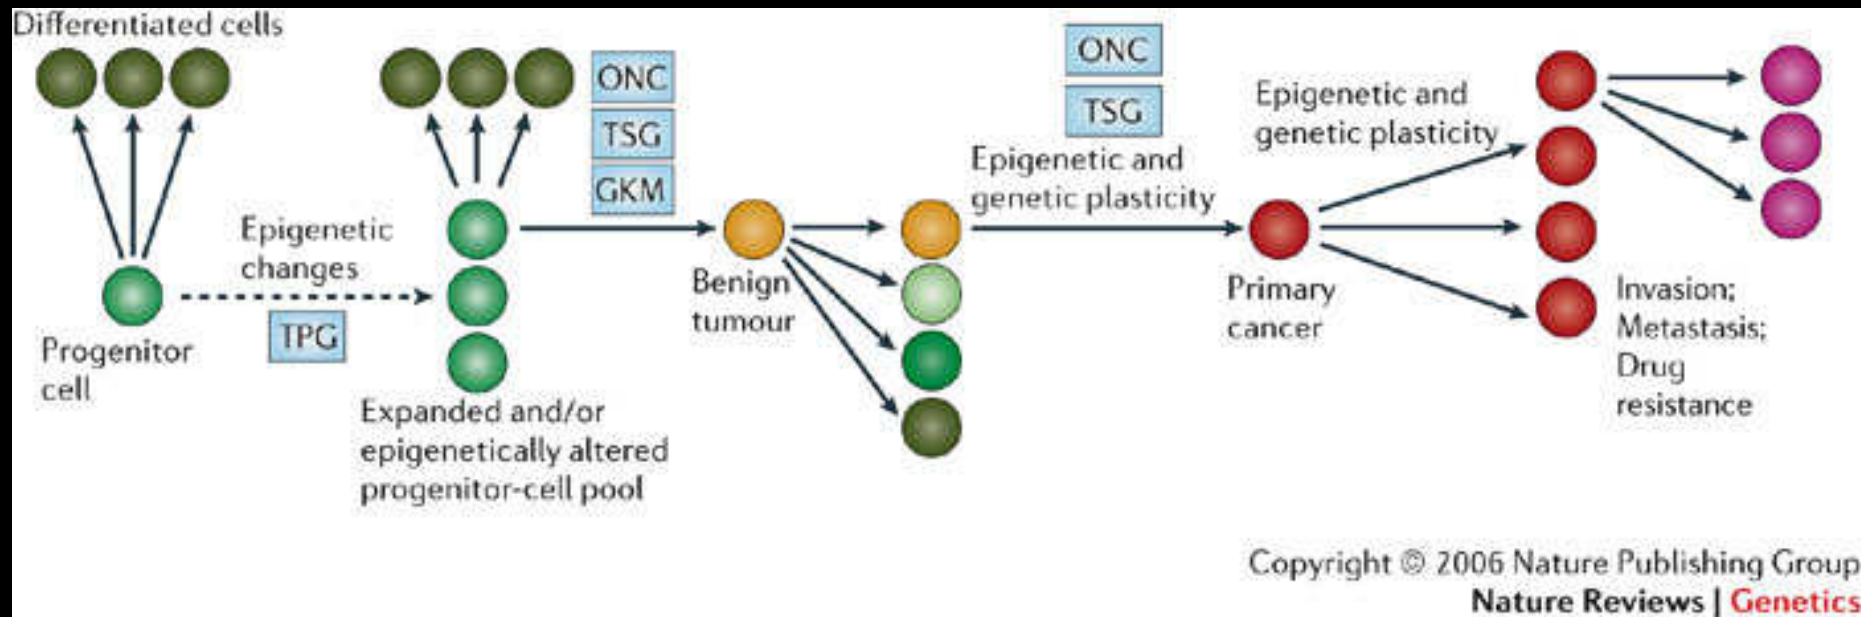 Differentiated cells
Progenitor
cell
Epigenetic
changes
TPG
Expanded and/or
epigenetically altered
progenitor-cell pool
ONC
TSG
GKM
Benign
tumour
ONC
TSG
Epigenetic and
genetic plasticity
Primary
cancer
Epigenetic and
genetic plasticity
Invasion;
Metastasis;
Drug
resistance
Copyright © 2006 Nature Publishing Group
Nature Reviews | Genetics